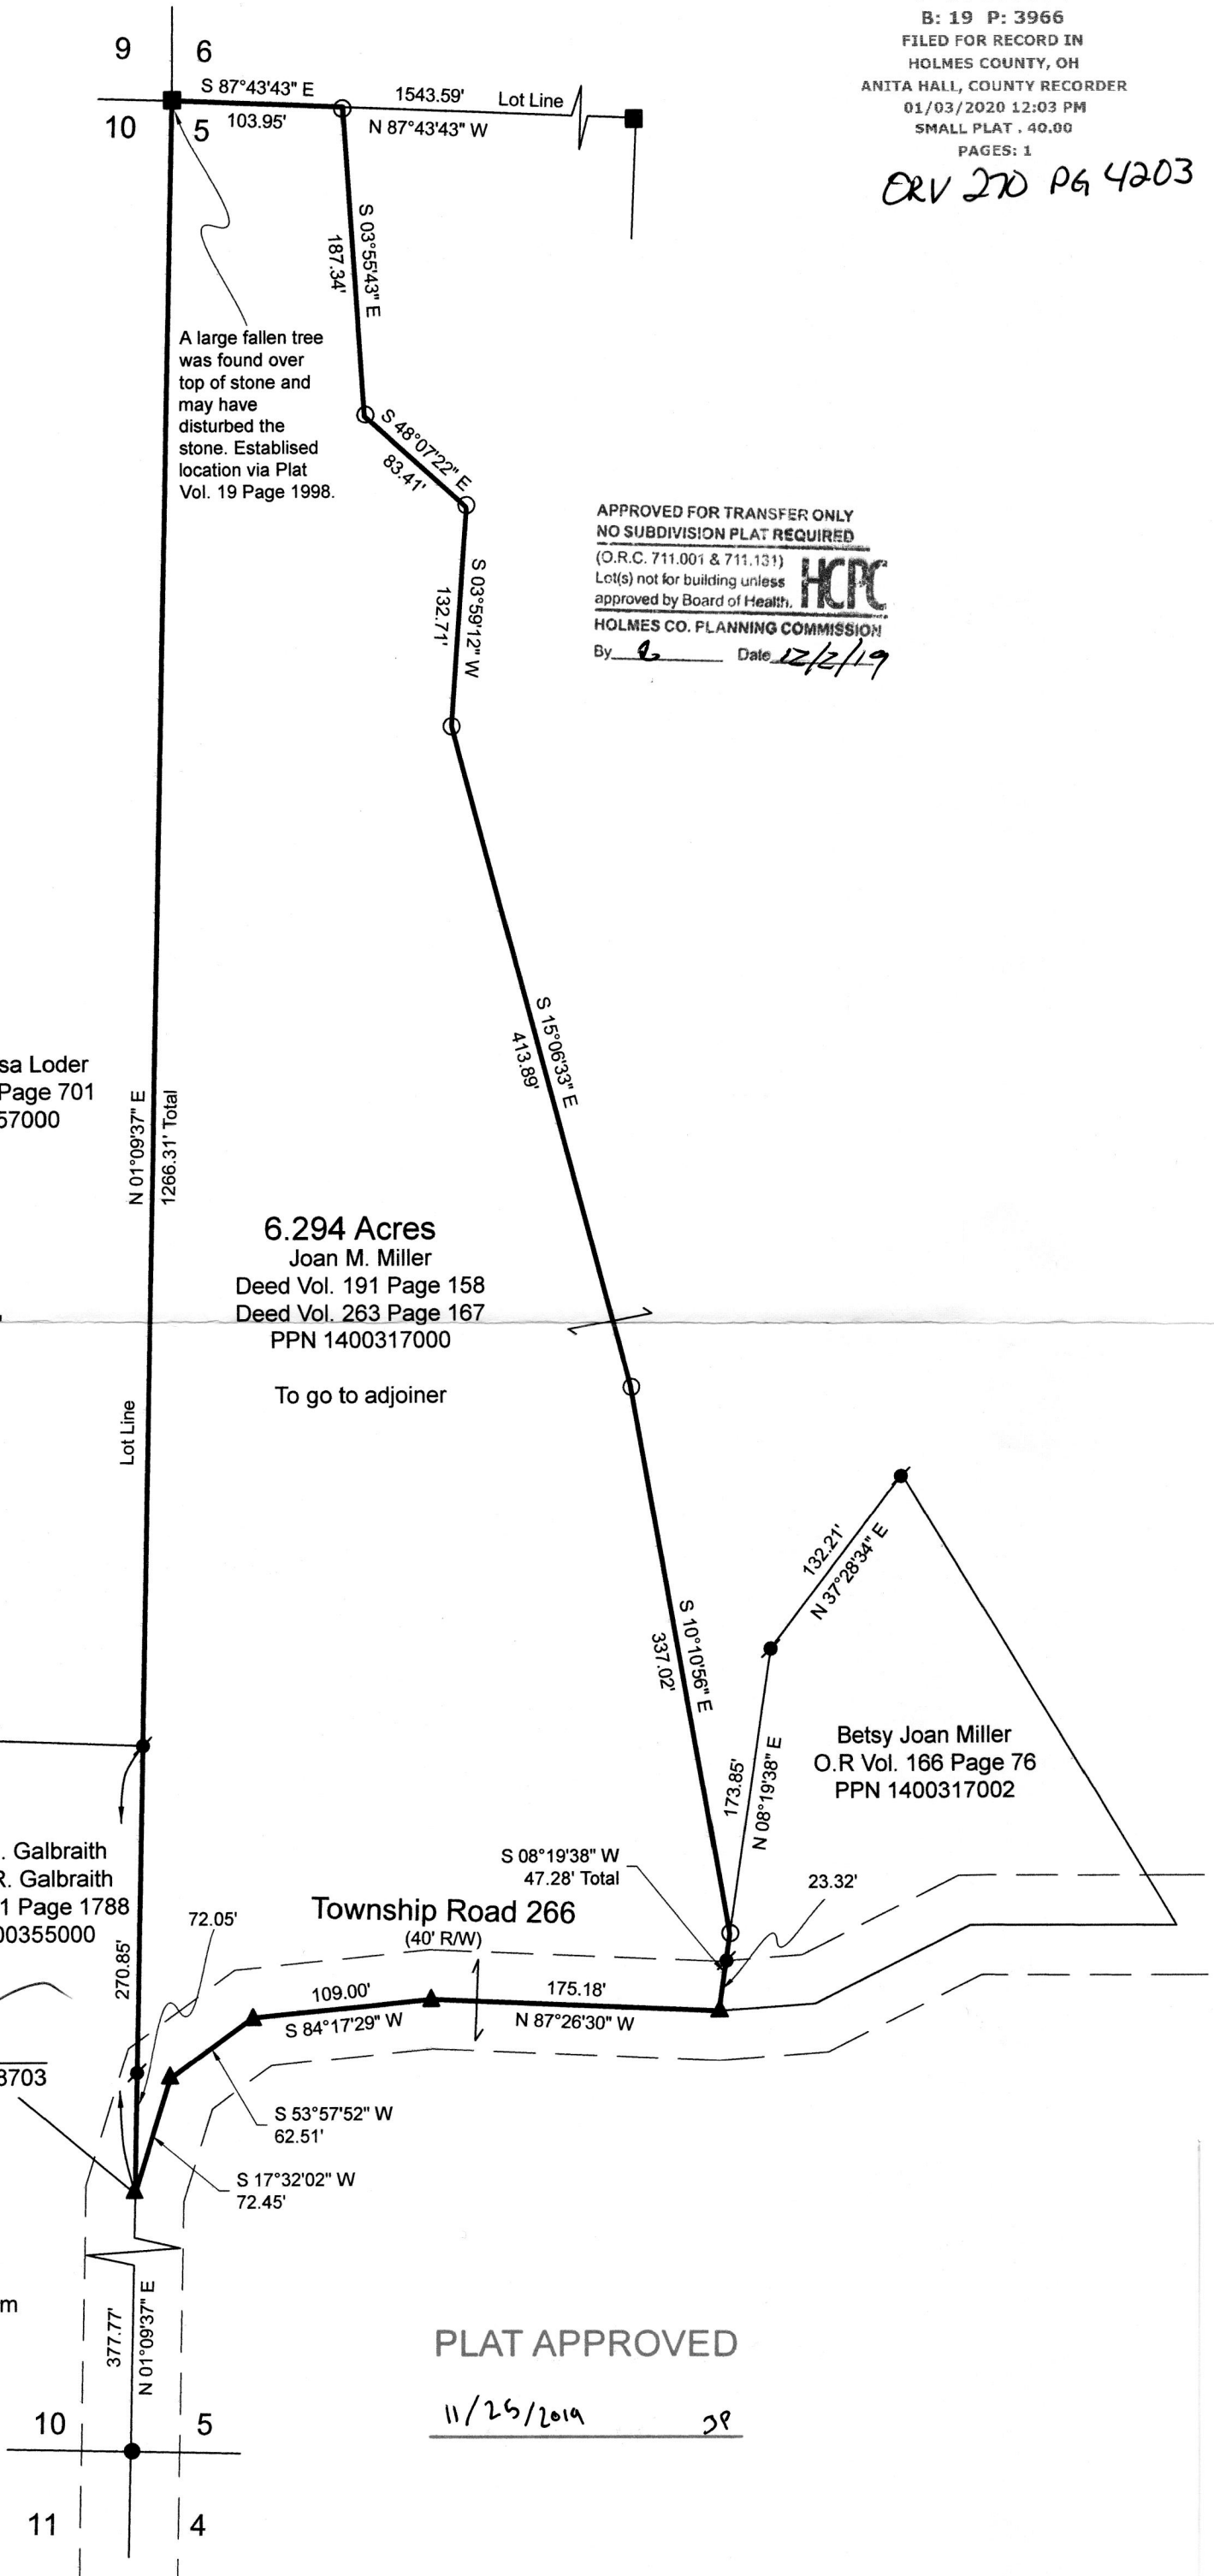 B: 19 P: 3966
FILED FOR RECORD IN
HOLMES COUNTY, OH
ANITA HALL, COUNTY RECORDER
01/03/2020 12:03 PM
SMALL PLAT . 40.00
PAGES: 1
ORV 270 PG 4203
9 6
10 5
S 87°43'43" E
103.95'
1543.59' Lot Line
N 87°43'43" W
S 03°55'43" E
187.34'
A large fallen tree
was found over
top of stone and
may have
disturbed the
stone. Establised
location via Plat
Vol. 19 Page 1998.
S 48°07'22" E
83.41'
S 03°59'12" W
132.71'
APPROVED FOR TRANSFER ONLY
NO SUBDIVISION PLAT REQUIRED
(O.R.C. 711.001 & 711.131)
Lot(s) not for building unless
approved by Board of Health.
HCPC
HOLMES CO. PLANNING COMMISSION
By Date 12/2/19
S 15°06'33" E
413.89'
sa Loder
Page 701
57000
N 01°09'37" E
1266.31' Total
6.294 Acres
Joan M. Miller
Deed Vol. 191 Page 158
Deed Vol. 263 Page 167
PPN 1400317000
To go to adjoiner
Lot Line
132.21'
N 37°28'34" E
S 10°10'56" E
337.02'
173.85'
N 08°19'38" E
Betsy Joan Miller
O.R Vol. 166 Page 76
PPN 1400317002
. Galbraith
R. Galbraith
1 Page 1788
00355000
270.85'
72.05'
S 08°19'38" W
47.28' Total
23.32'
Township Road 266
(40' R/W)
109.00'
S 84°17'29" W
175.18'
N 87°26'30" W
3703
S 53°57'52" W
62.51'
S 17°32'02" W
72.45'
m
377.77'
N 01°09'37" E
PLAT APPROVED
11/25/2019 JP
10 5
11 4